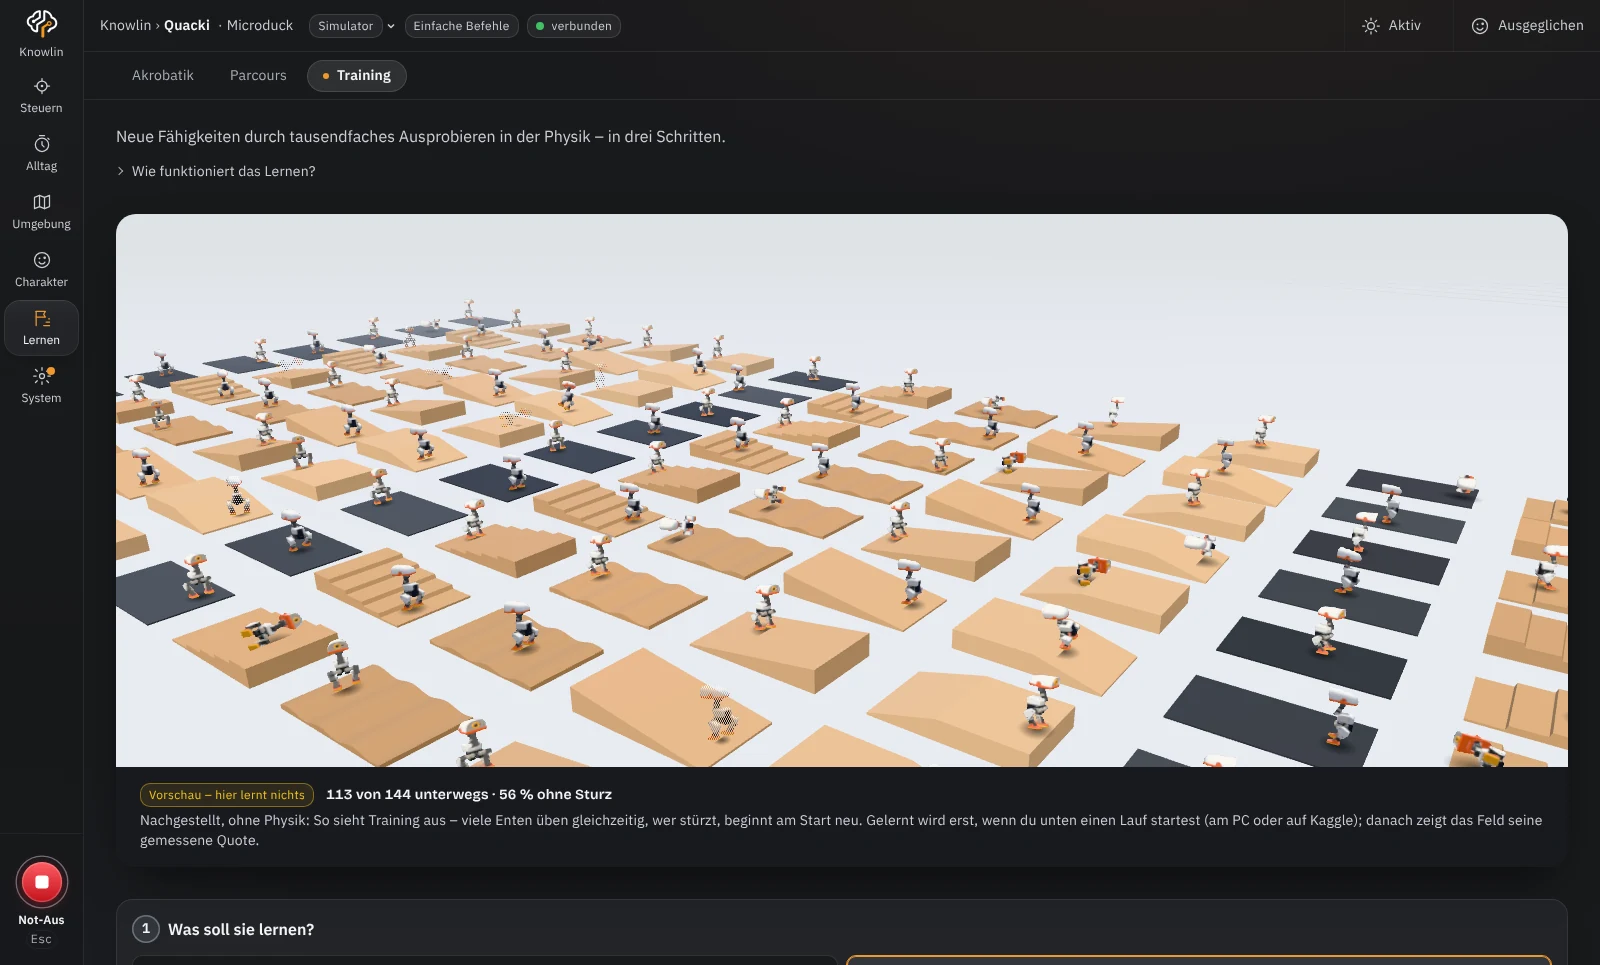 Knowlin
Knowlin › Quacki · Microduck
Simulator
Einfache Befehle
verbunden
Aktiv
Ausgeglichen
Steuern
Alltag
Umgebung
Charakter
Lernen
System
Akrobatik
Parcours
Training
Neue Fähigkeiten durch tausendfaches Ausprobieren in der Physik – in drei Schritten.
Wie funktioniert das Lernen?
Vorschau – hier lernt nichts
113 von 144 unterwegs · 56 % ohne Sturz
Nachgestellt, ohne Physik: So sieht Training aus – viele Enten üben gleichzeitig, wer stürzt, beginnt am Start neu. Gelernt wird erst, wenn du unten einen Lauf startest (am PC oder auf Kaggle); danach zeigt das Feld seine
gemessene Quote.
1 Was soll sie lernen?
Not-Aus
Esc